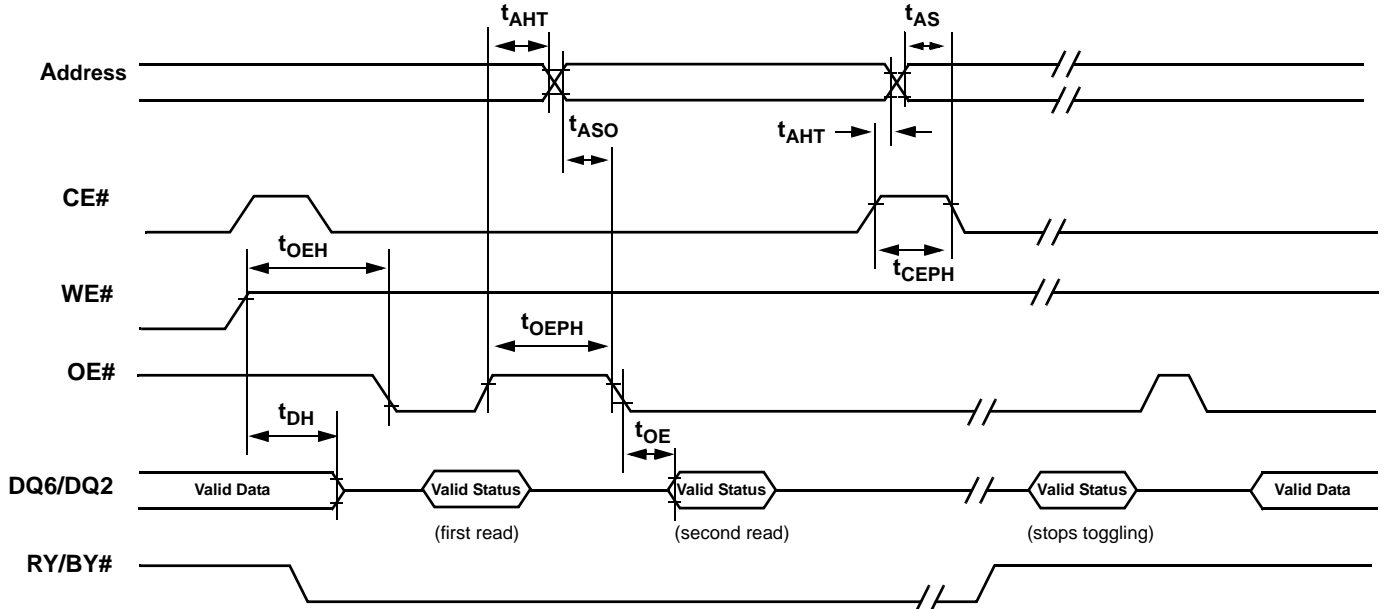 tAHT
tAS
Address
tASO
tAHT
CE#
tOEH
tCEPH
WE#
tOEPH
OE#
tDH
tOE
DQ6/DQ2
Valid Data
Valid Status
Valid Status
Valid Status
Valid Data
(first read)
(second read)
(stops toggling)
RY/BY#